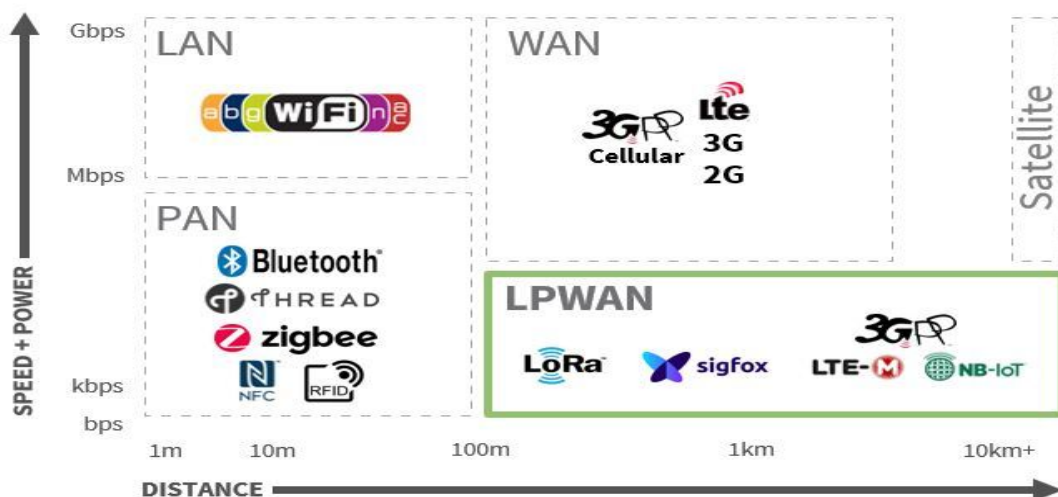 Gbps
LAN
WAN
Satellite
a b g WiFi n ac
3GPP
Cellular
Lte
3G
2G
Mbps
PAN
Bluetooth
THREAD
zigbee
NFC
RFID
LPWAN
LoRa™
sigfox
3GPP
LTE-M
NB-IoT
SPEED + POWER
kbps
bps
1m
10m
100m
1km
10km+
DISTANCE